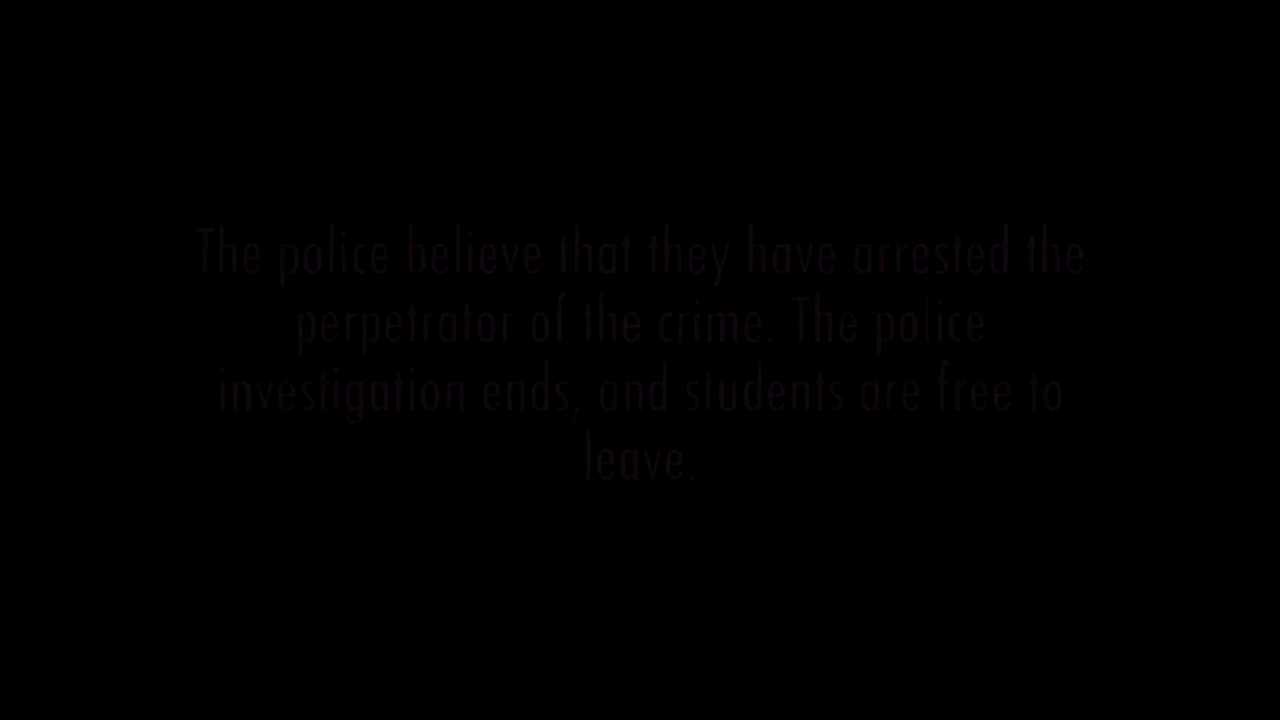 The police believe that they have arrested the
perpetrator of the crime. The police
investigation ends, and students are free to
leave.